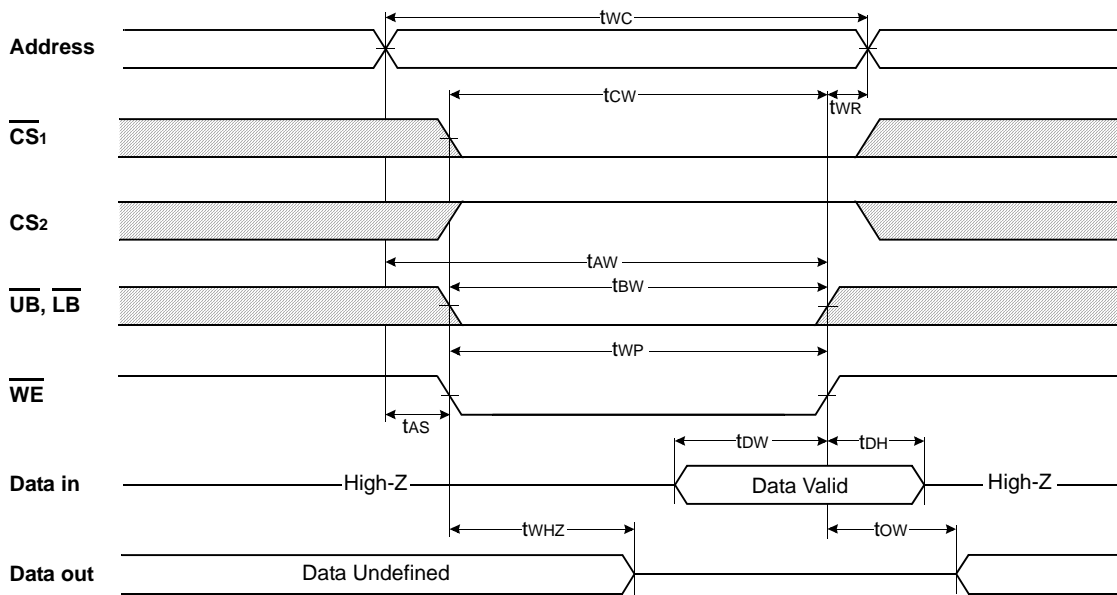 tWC
Address
tCW
tWR
CS1
CS2
tAW
UB, LB
tBW
tWP
WE
tAS
tDW
tDH
Data in
High-Z
Data Valid
High-Z
tWHZ
tOW
Data out
Data Undefined